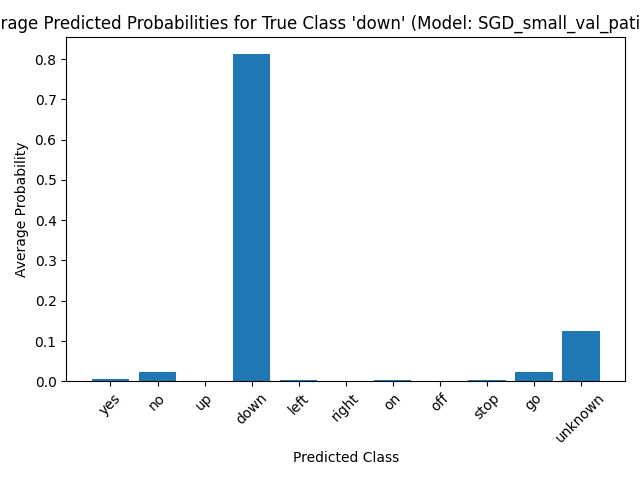 rage Predicted Probabilities for True Class 'down' (Model: SGD_small_val_pati
0.8
0.7
0.6
0.5
0.4
0.3
0.2
0.1
0.0
Average Probability
yes
no
up
down
left
right
on
off
stop
go
unknown
Predicted Class